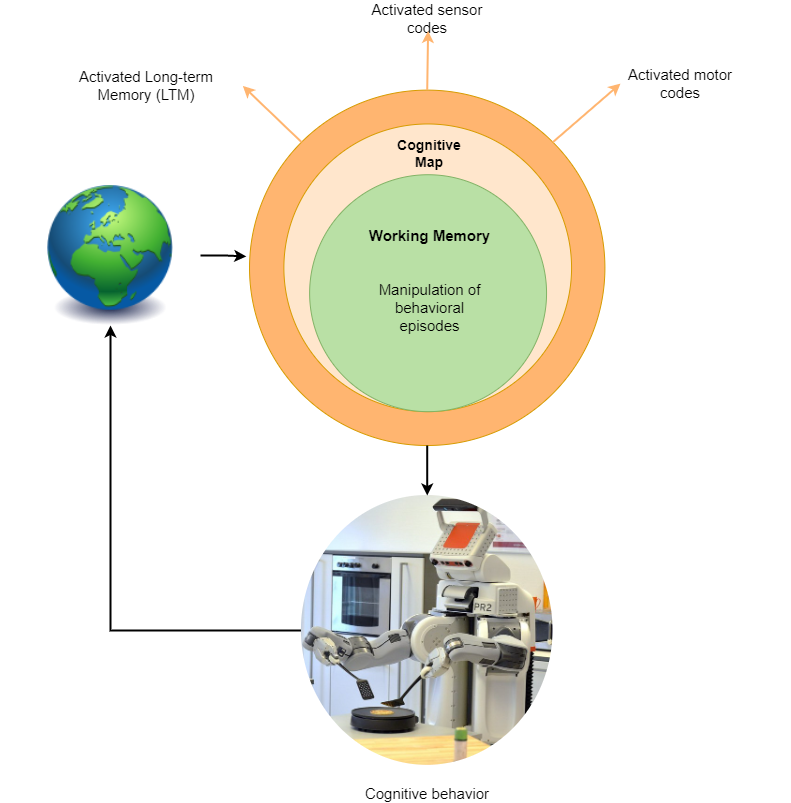 Activated sensor
codes
Activated Long-term
Memory (LTM)
Activated motor
codes
Cognitive
Map
Working Memory
Manipulation of
behavioral
episodes
PR2
Cognitive behavior